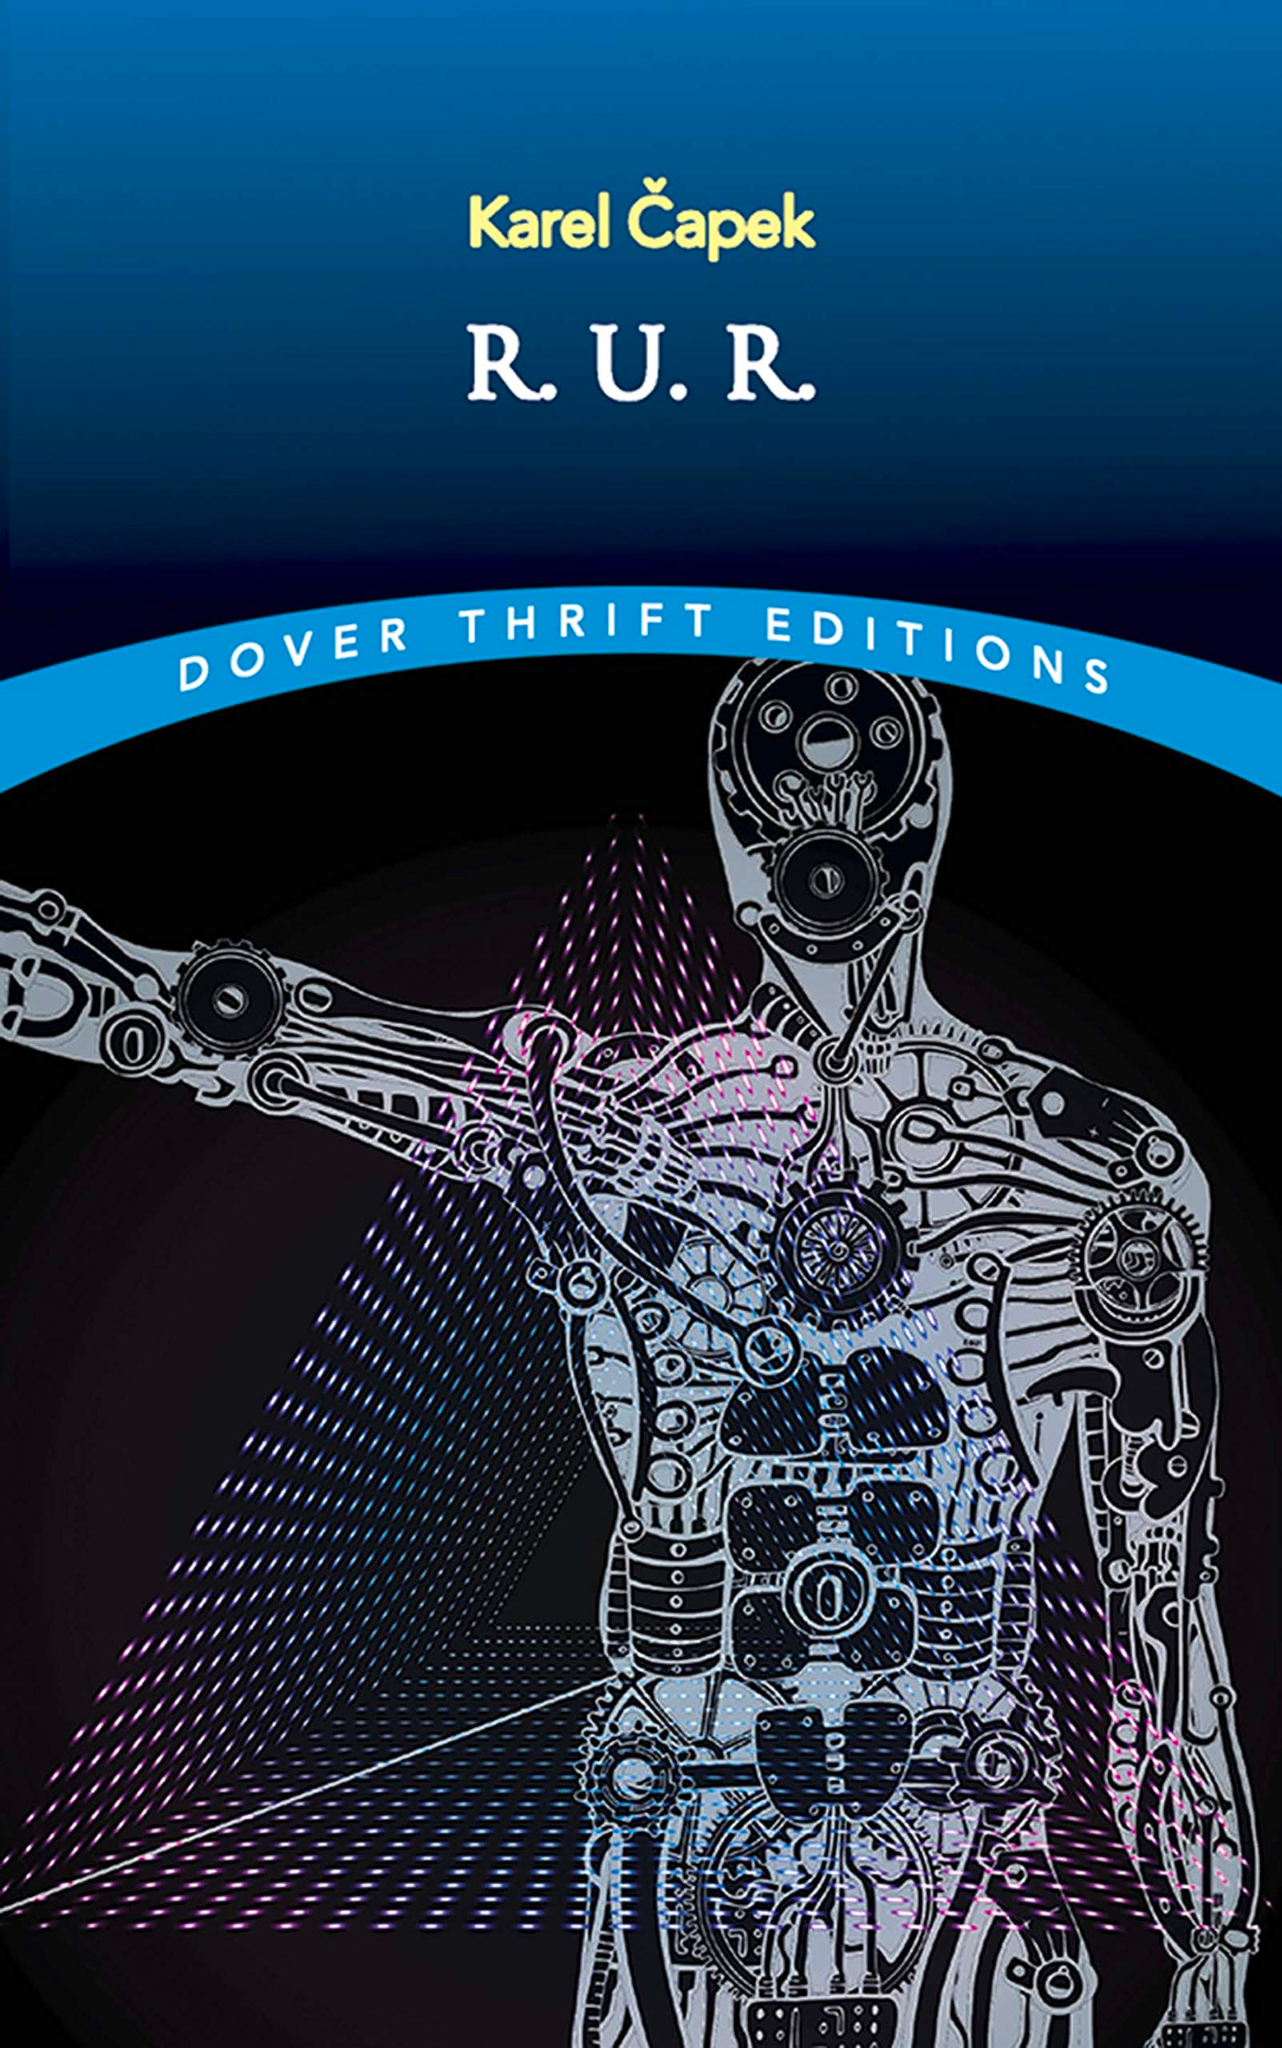 Karel Čapek
R. U. R.
DOVER THRIFT EDITIONS